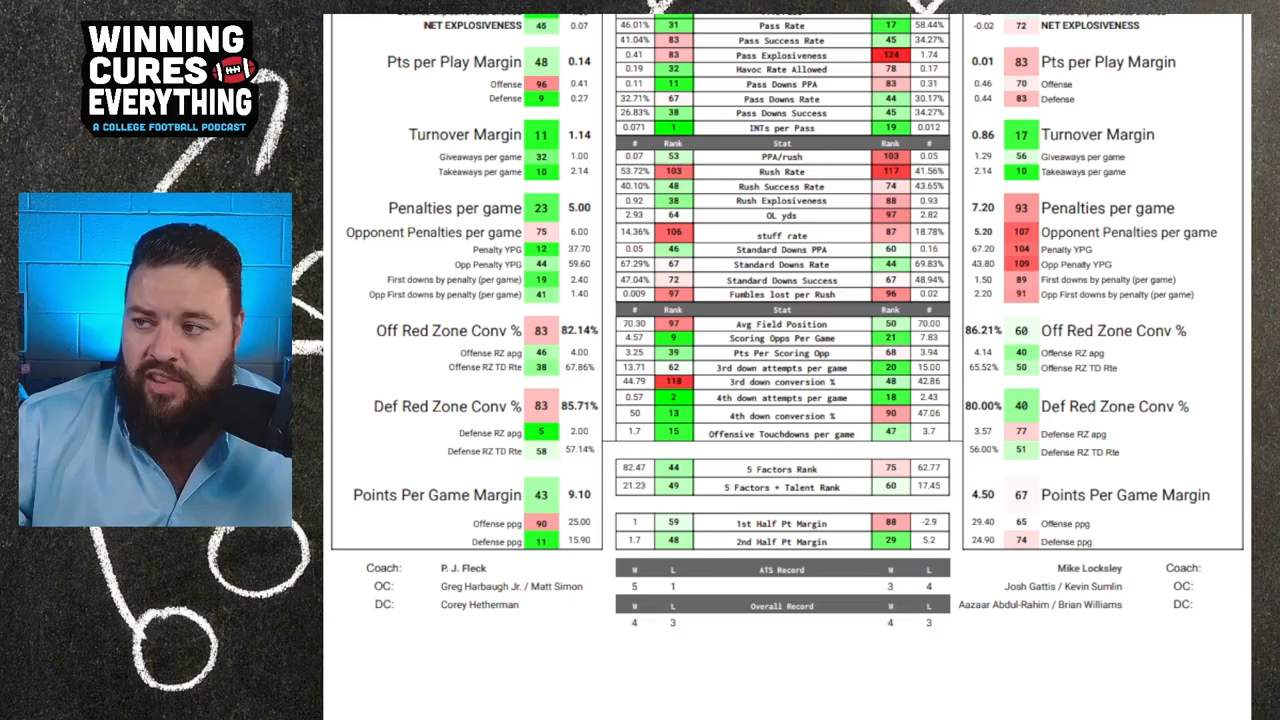 WINNING
CURES
EVERYTHING
A COLLEGE FOOTBALL PODCAST
NET EXPLOSIVENESS 45 0.07
Pts per Play Margin 48 0.14
Offense 96 0.41
Defense 9 0.27
Turnover Margin 11 1.14
Giveaways per game 32 1.00
Takeaways per game 10 2.14
Penalties per game 23 5.00
Opponent Penalties per game 75 6.00
Penalty YPG 12 37.70
Opp Penalty YPG 44 59.60
First downs by penalty (per game) 19 2.40
Opp First downs by penalty (per game) 41 1.40
Off Red Zone Conv % 83 82.14%
Offense RZ apg 46 4.00
Offense RZ TD Rte 38 67.86%
Def Red Zone Conv % 83 85.71%
Defense RZ apg 5 2.00
Defense RZ TD Rte 58 57.14%
Points Per Game Margin 43 9.10
Offense ppg 90 25.00
Defense ppg 11 15.90
Coach: P. J. Fleck
OC: Greg Harbaugh Jr. / Matt Simon
DC: Corey Hetherman
46.01% 31 Pass Rate 17 58.44%
41.04% 83 Pass Success Rate 45 34.27%
0.41 83 Pass Explosiveness 124 1.74
0.19 32 Havoc Rate Allowed 78 0.17
0.11 11 Pass Downs PPA 83 0.31
32.71% 67 Pass Downs Rate 44 30.17%
26.83% 38 Pass Downs Success 45 34.27%
0.071 1 INTs per Pass 19 0.012
# Rank Stat Rank #
0.07 53 PPA/rush 103 0.05
53.72% 103 Rush Rate 117 41.56%
40.10% 48 Rush Success Rate 74 43.65%
0.92 38 Rush Explosiveness 88 0.93
2.93 64 OL yds 97 2.82
14.36% 106 stuff rate 87 18.78%
0.05 46 Standard Downs PPA 60 0.16
67.29% 67 Standard Downs Rate 44 69.83%
47.04% 72 Standard Downs Success 67 48.94%
0.009 97 Fumbles lost per Rush 96 0.02
# Rank Stat Rank #
70.30 97 Avg Field Position 50 70.00
4.57 9 Scoring Opps Per Game 21 7.83
3.25 39 Pts Per Scoring Opp 68 3.94
13.71 62 3rd down attempts per game 20 15.00
44.79 118 3rd down conversion % 48 42.86
0.57 2 4th down attempts per game 18 2.43
50 13 4th down conversion % 90 47.06
1.7 15 Offensive Touchdowns per game 47 3.7
82.47 44 5 Factors Rank 75 62.77
21.23 49 5 Factors + Talent Rank 60 17.45
1 59 1st Half Pt Margin 88 -2.9
1.7 48 2nd Half Pt Margin 29 5.2
W L ATS Record W L
5 1 3 4
W L Overall Record W L
4 3 4 3
-0.02 72 NET EXPLOSIVENESS
0.01 83 Pts per Play Margin
0.46 70 Offense
0.44 83 Defense
0.86 17 Turnover Margin
1.29 56 Giveaways per game
2.14 10 Takeaways per game
7.20 93 Penalties per game
5.20 107 Opponent Penalties per game
67.20 104 Penalty YPG
43.80 109 Opp Penalty YPG
1.50 89 First downs by penalty (per game)
2.20 91 Opp First downs by penalty (per game)
86.21% 60 Off Red Zone Conv %
4.14 40 Offense RZ apg
65.52% 50 Offense RZ TD Rte
80.00% 40 Def Red Zone Conv %
3.57 77 Defense RZ apg
56.00% 51 Defense RZ TD Rte
4.50 67 Points Per Game Margin
29.40 65 Offense ppg
24.90 74 Defense ppg
Mike Locksley Coach:
Josh Gattis / Kevin Sumlin OC:
Aazaar Abdul-Rahim / Brian Williams DC: